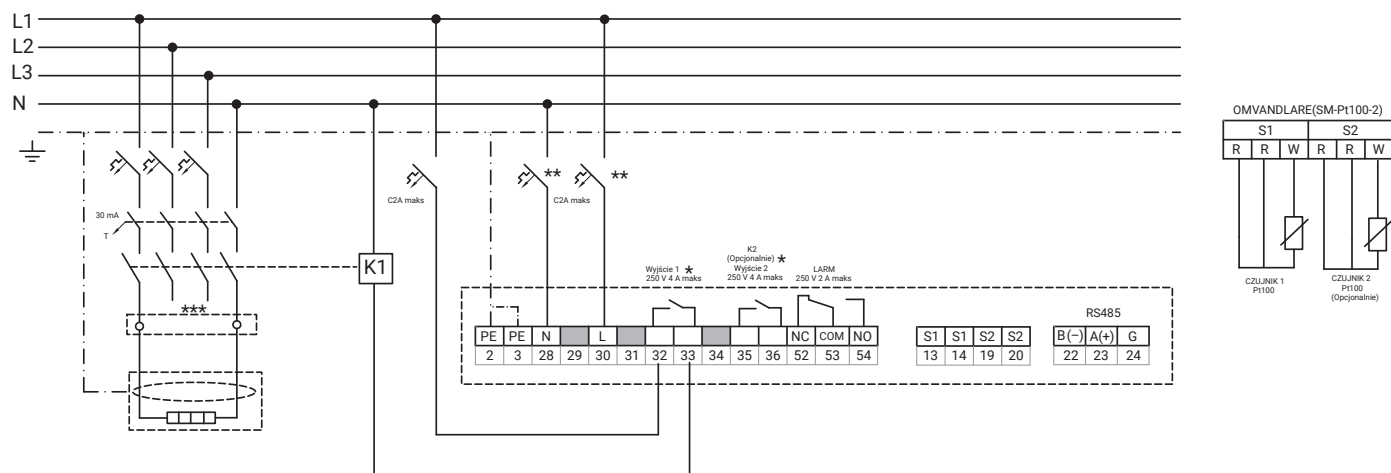 L1
L2
L3
N
OMVANDLARE(SM-Pt100-2)
S1 S2
R R W R R W
** **
C2A maks C2A maks
30 mA
T
K1
K2
(Opcjonalnie) *
Wyjście 1 * Wyjście 2 LARM
250 V 4 A maks 250 V 4 A maks 250 V 2 A maks
CZUJNIK 1
Pt100
CZUJNIK 2
Pt100
(Opcjonalnie)
***
RS485
PE PE N L NC COM NO S1 S1 S2 S2 B(−) A(+) G
2 3 28 29 30 31 32 33 34 35 36 52 53 54 13 14 19 20 22 23 24